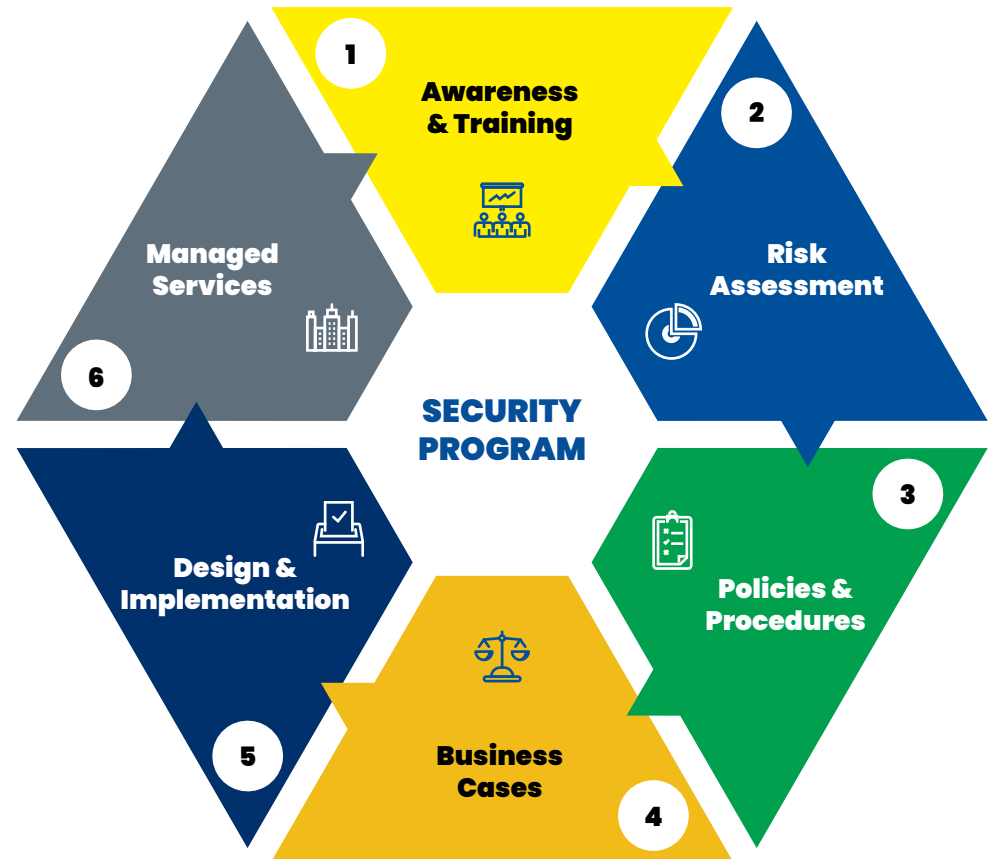 1
Awareness
& Training
2
Risk
Assessment
3
Policies &
Procedures
4
Business
Cases
5
Design &
Implementation
6
Managed
Services
SECURITY
PROGRAM